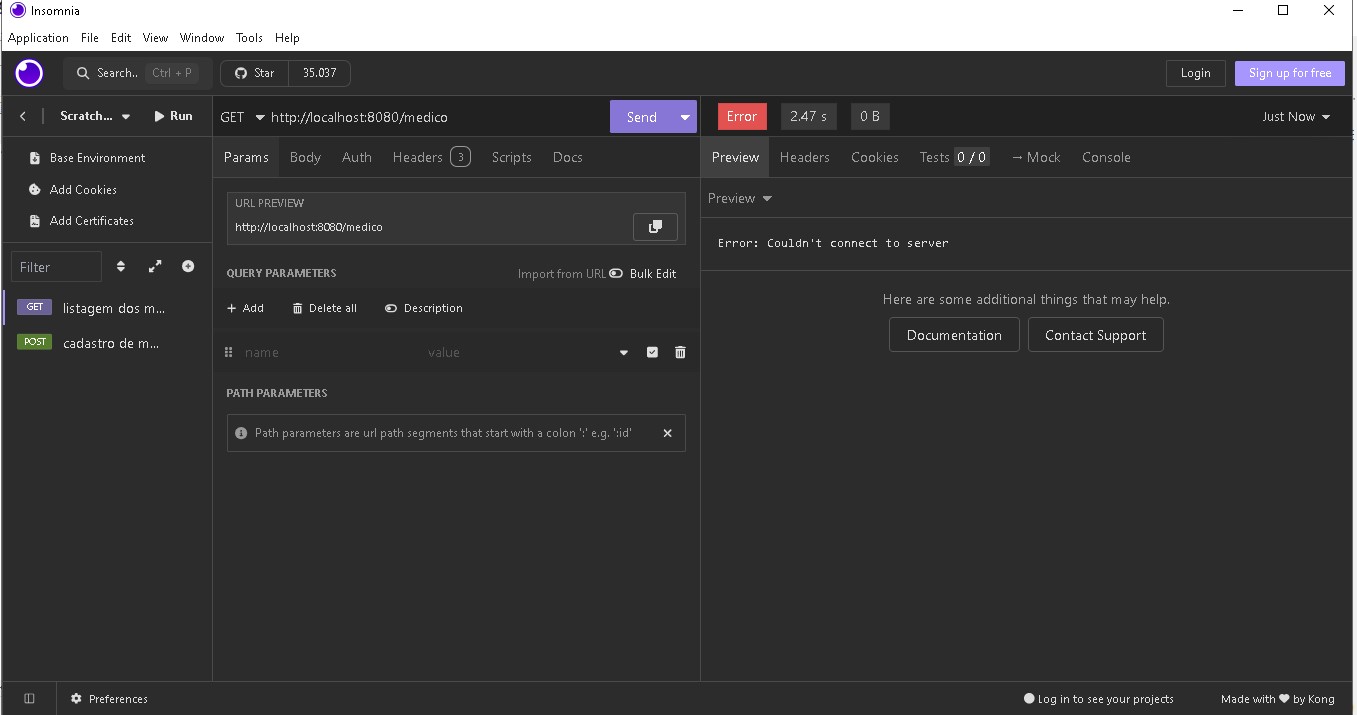 Insomnia
Application File Edit View Window Tools Help
Search.. Ctrl + P Star 35.037 Login Sign up for free
Scratch... Run GET http://localhost:8080/medico Send Error 2.47 s 0 B Just Now
Base Environment
Add Cookies
Add Certificates
Filter
GET listagem dos m...
POST cadastro de m...
Params Body Auth Headers 3 Scripts Docs
URL PREVIEW
http://localhost:8080/medico
QUERY PARAMETERS Import from URL Bulk Edit
+ Add Delete all Description
name value
PATH PARAMETERS
Path parameters are url path segments that start with a colon ':' e.g. ':id'
Preview Headers Cookies Tests 0 / 0 → Mock Console
Preview
Error: Couldn't connect to server
Here are some additional things that may help.
Documentation Contact Support
Preferences Log in to see your projects Made with ♥ by Kong